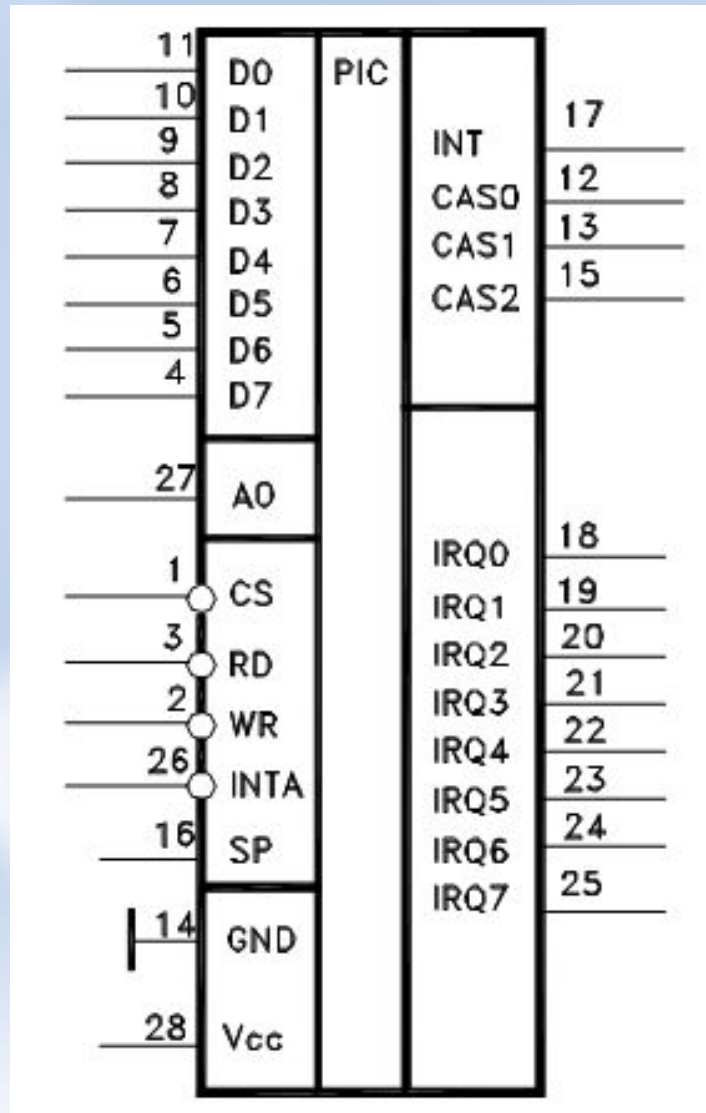 11 D0 PIC
10 D1
9 D2
8 D3
7 D4
6 D5
5 D6
4 D7
27 A0
1 CS
3 RD
2 WR
26 INTA
16 SP
14 GND
28 Vcc
INT 17
CAS0 12
CAS1 13
CAS2 15
IRQ0 18
IRQ1 19
IRQ2 20
IRQ3 21
IRQ4 22
IRQ5 23
IRQ6 24
IRQ7 25